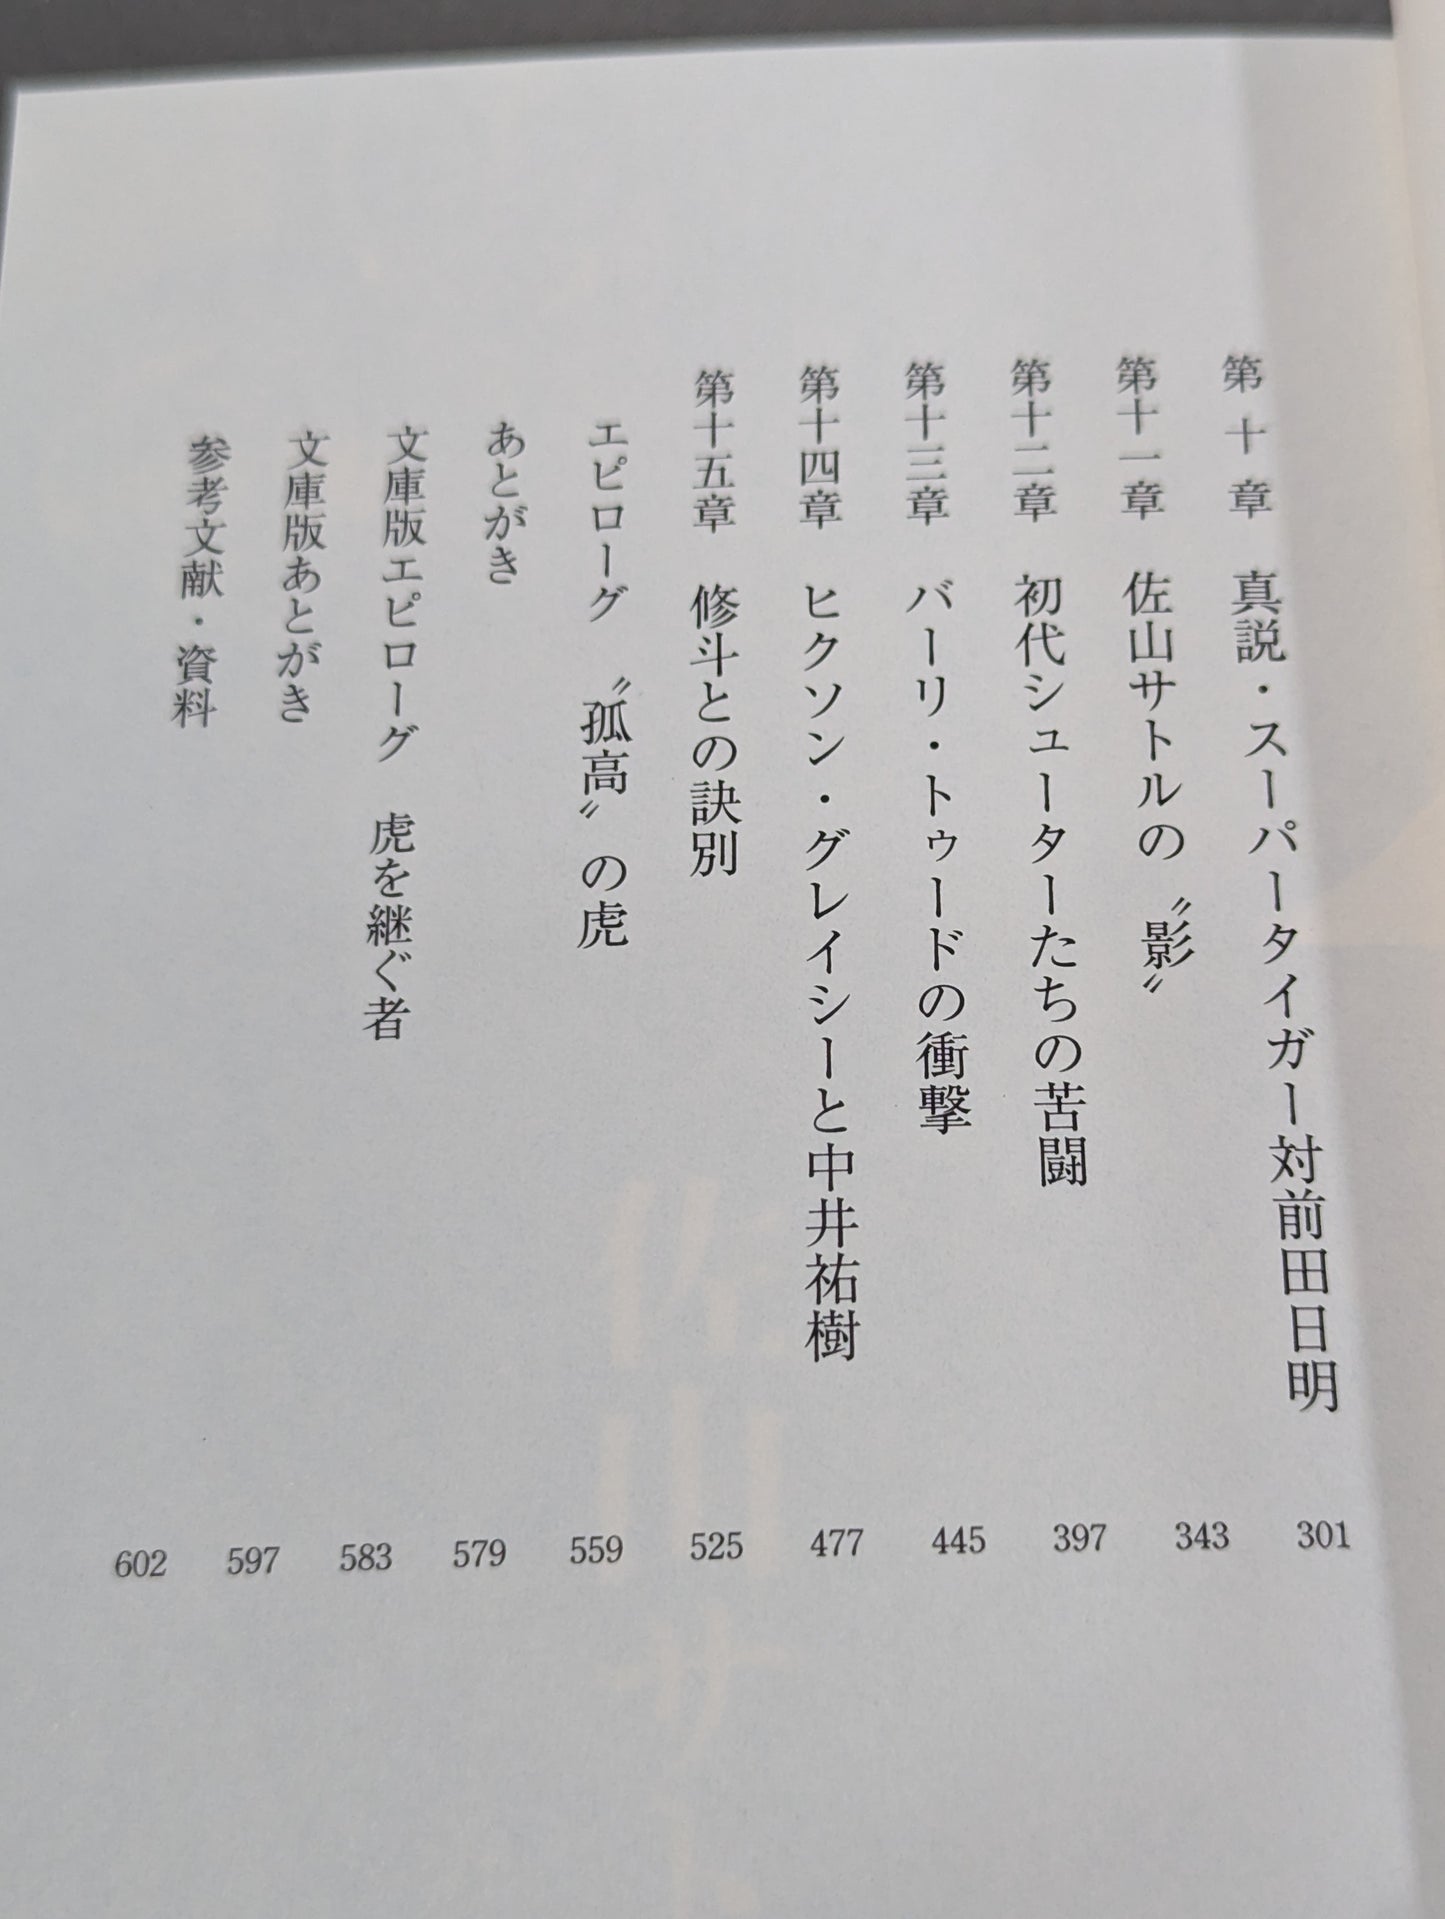 第十章　真説・スーパータイガー対前田日明　301
第十一章　佐山サトルの〝影〟　343
第十二章　初代シューターたちの苦闘　397
第十三章　バーリ・トゥードの衝撃　445
第十四章　ヒクソン・グレイシーと中井祐樹　477
第十五章　修斗との訣別　525
エピローグ　〝孤高〟の虎　559
あとがき　579
文庫版エピローグ　虎を継ぐ者　583
文庫版あとがき　597
参考文献・資料　602